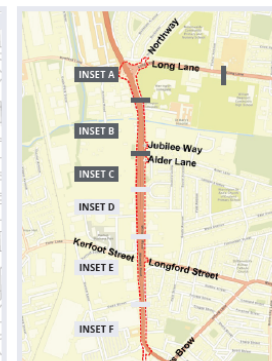 Northway
Long Lane
INSET A
INSET B
Jubilee Way
Alder Lane
INSET C
INSET D
Kerfoot Street
Longford Street
INSET E
INSET F
Brow